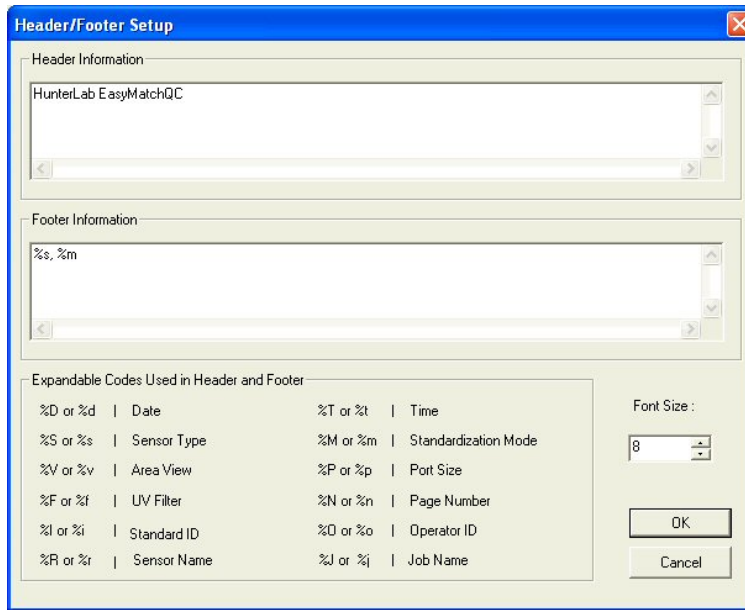 Header/Footer Setup
Header Information
HunterLab EasyMatchQC
Footer Information
%s, %m
Expandable Codes Used in Header and Footer
%D or %d | Date %T or %t | Time
%S or %s | Sensor Type %M or %m | Standardization Mode
%V or %v | Area View %P or %p | Port Size
%F or %f | UV Filter %N or %n | Page Number
%I or %i | Standard ID %O or %o | Operator ID
%R or %r | Sensor Name %J or %j | Job Name
Font Size :
8
OK
Cancel